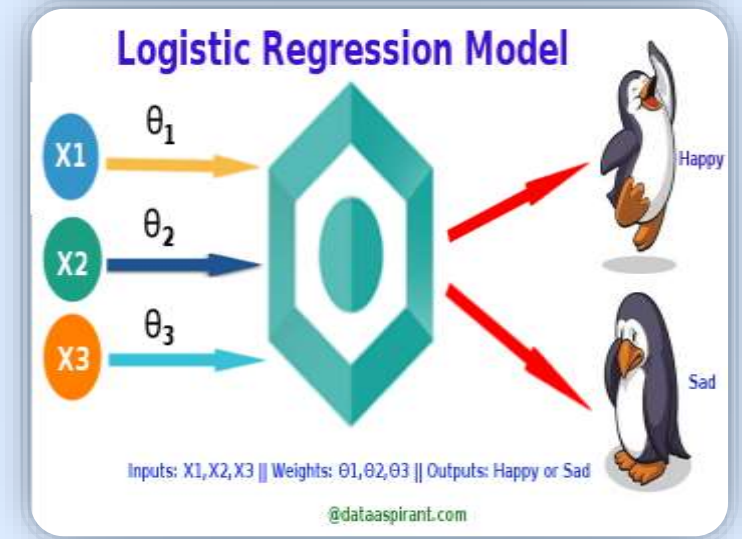 Logistic Regression Model
X1
θ1
X2
θ2
X3
θ3
Happy
Sad
Inputs: X1,X2,X3 || Weights: Θ1,Θ2,Θ3 || Outputs: Happy or Sad
@dataaspirant.com